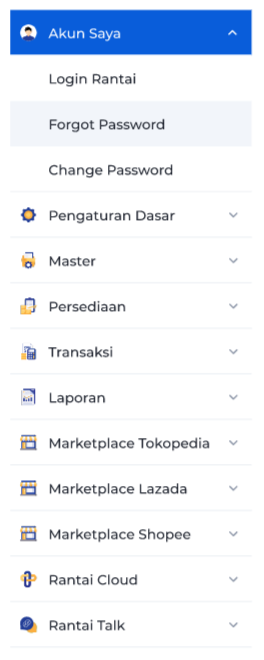 Akun Saya
Login Rantai
Forgot Password
Change Password
Pengaturan Dasar
Master
Persediaan
Transaksi
Laporan
Marketplace Tokopedia
Marketplace Lazada
Marketplace Shopee
Rantai Cloud
Rantai Talk